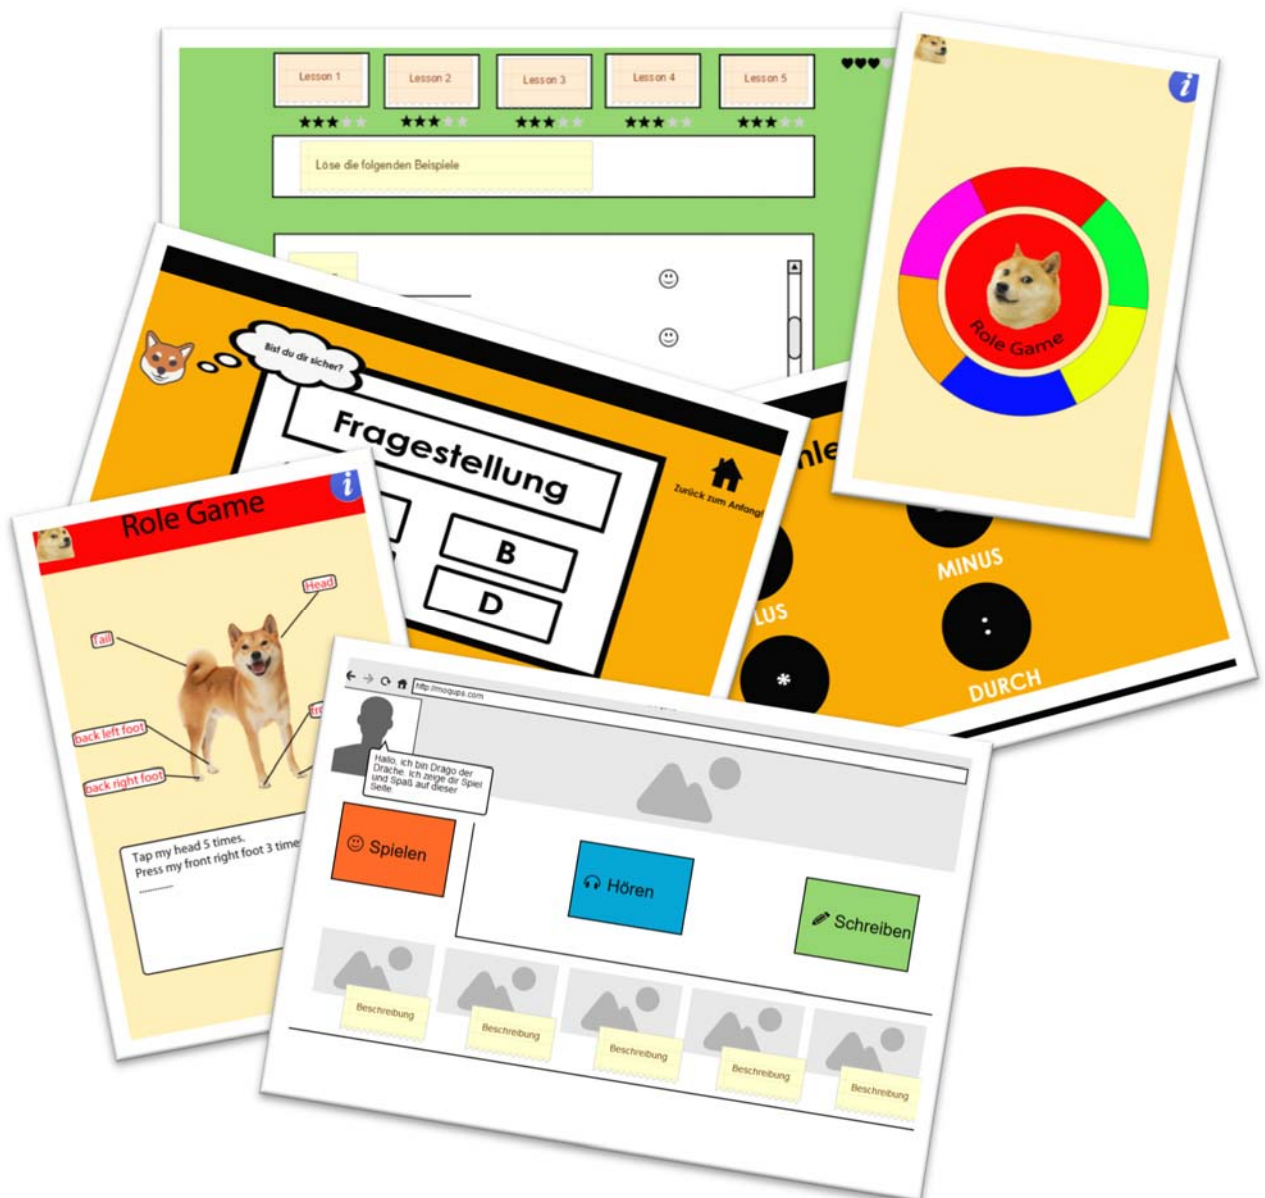 Lesson 1
Lesson 2
Lesson 3
Lesson 4
Lesson 5
Löse die folgenden Beispiele
i
Role Game
Bist du dir sicher?
Fragestellung
B
D
Zurück zum Anfang!
MINUS
:
DURCH
*
Role Game
i
Head
Tail
back left foot
back right foot
Tap my head 5 times.
Press my front right foot 3
http://moqups.com
Hallo, ich bin Drago der
Drache. Ich zeige dir Spiel
und Spaß auf dieser
Seite.
Spielen
Hören
Schreiben
Beschreibung
Beschreibung
Beschreibung
Beschreibung
Beschreibung